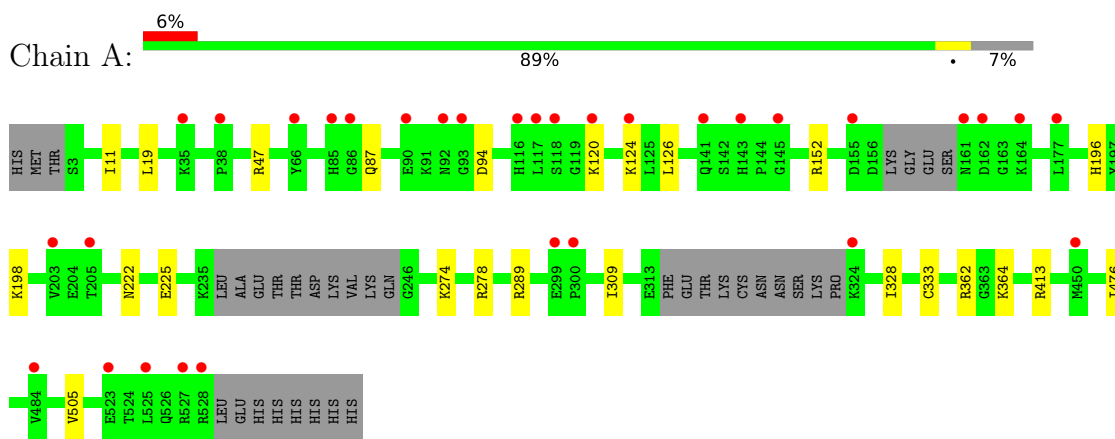 6%
Chain A:
89% • 7%
HIS MET THR S3 I11 L19 K35 P38 R47 Y66 H85 G86 Q87 E90 K91 N92 G93 D94 H116 L117 S118 G119 K120 K124 L125 L126 Q141 S142 H143 P144 G145 R152 D155 D156 LYS GLY GLU SER N161 D162 G163 K164 L177 H196 Y197
K198 V203 E204 T205 N222 E225 K235 LEU ALA GLU THR THR ASP LYS VAL LYS GLN G246 K274 R278 R289 E299 P300 I309 E313 PHE GLU THR LYS CYS ASN ASN SER LYS PRO K324 I328 C333 R362 G363 K364 R413 M450
V484 V505 E523 T524 L525 Q526 R527 R528 LEU GLU HIS HIS HIS HIS HIS HIS